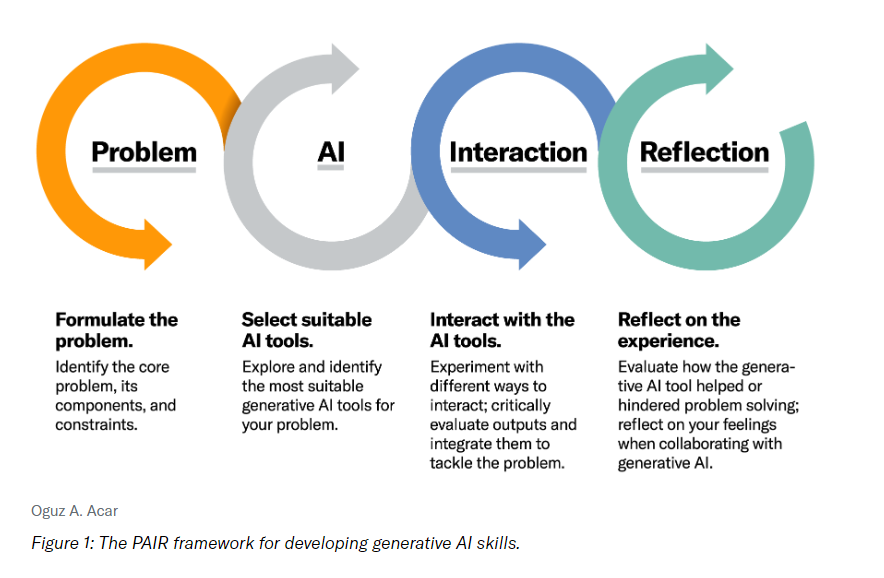 Problem
AI
Interaction
Reflection
Formulate the
problem.
Identify the core
problem, its
components, and
constraints.
Select suitable
AI tools.
Explore and identify
the most suitable
generative AI tools for
your problem.
Interact with the
AI tools.
Experiment with
different ways to
interact; critically
evaluate outputs and
integrate them to
tackle the problem.
Reflect on the
experience.
Evaluate how the genera-
tive AI tool helped or
hindered problem solving;
reflect on your feelings
when collaborating with
generative AI.
Oguz A. Acar
Figure 1: The PAIR framework for developing generative AI skills.